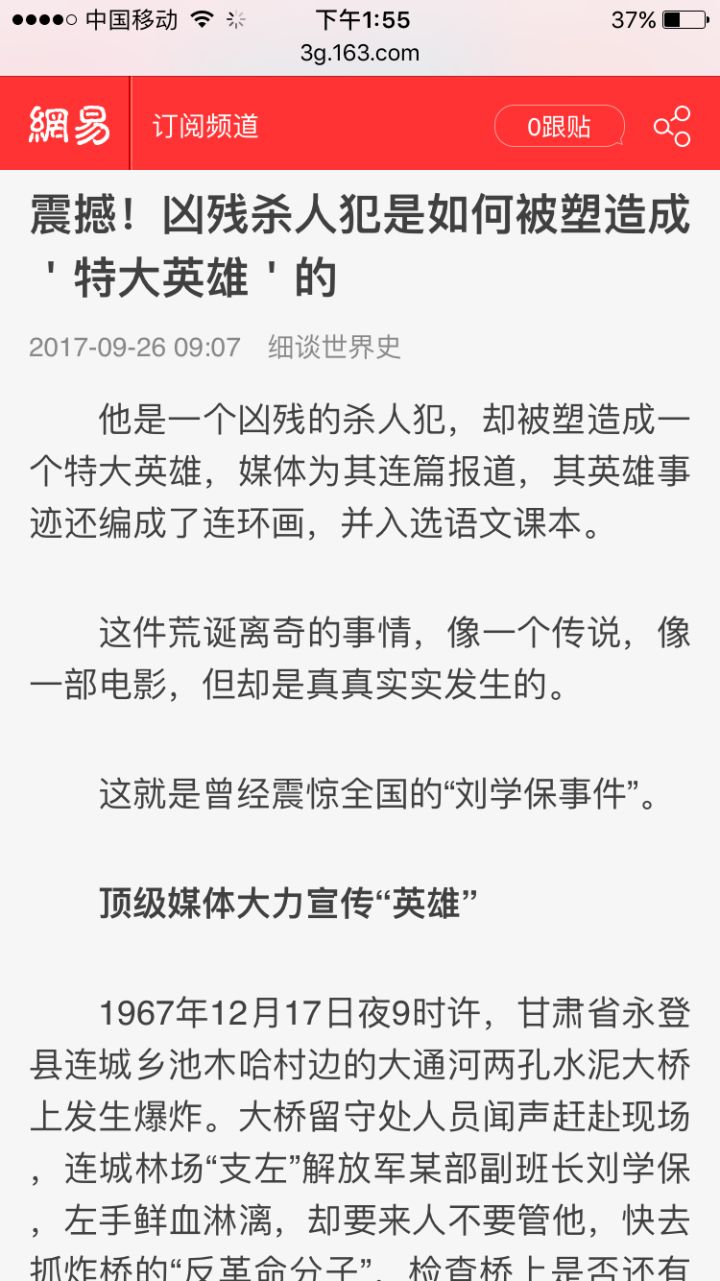 中国移动 下午1:55 37%
3g.163.com
網易 订阅频道 0跟贴
震撼！凶残杀人犯是如何被塑造成
＇特大英雄＇的
2017-09-26 09:07 细谈世界史
他是一个凶残的杀人犯，却被塑造成一
个特大英雄，媒体为其连篇报道，其英雄事
迹还编成了连环画，并入选语文课本。
这件荒诞离奇的事情，像一个传说，像
一部电影，但却是真真实实发生的。
这就是曾经震惊全国的“刘学保事件”。
顶级媒体大力宣传“英雄”
1967年12月17日夜9时许，甘肃省永登
县连城乡池木哈村边的大通河两孔水泥大桥
上发生爆炸。大桥留守处人员闻声赶赴现场
，连城林场“支左”解放军某部副班长刘学保
，左手鲜血淋漓，却要来人不要管他，快去
抓炸桥的“反革命分子”，检查桥上是否还有